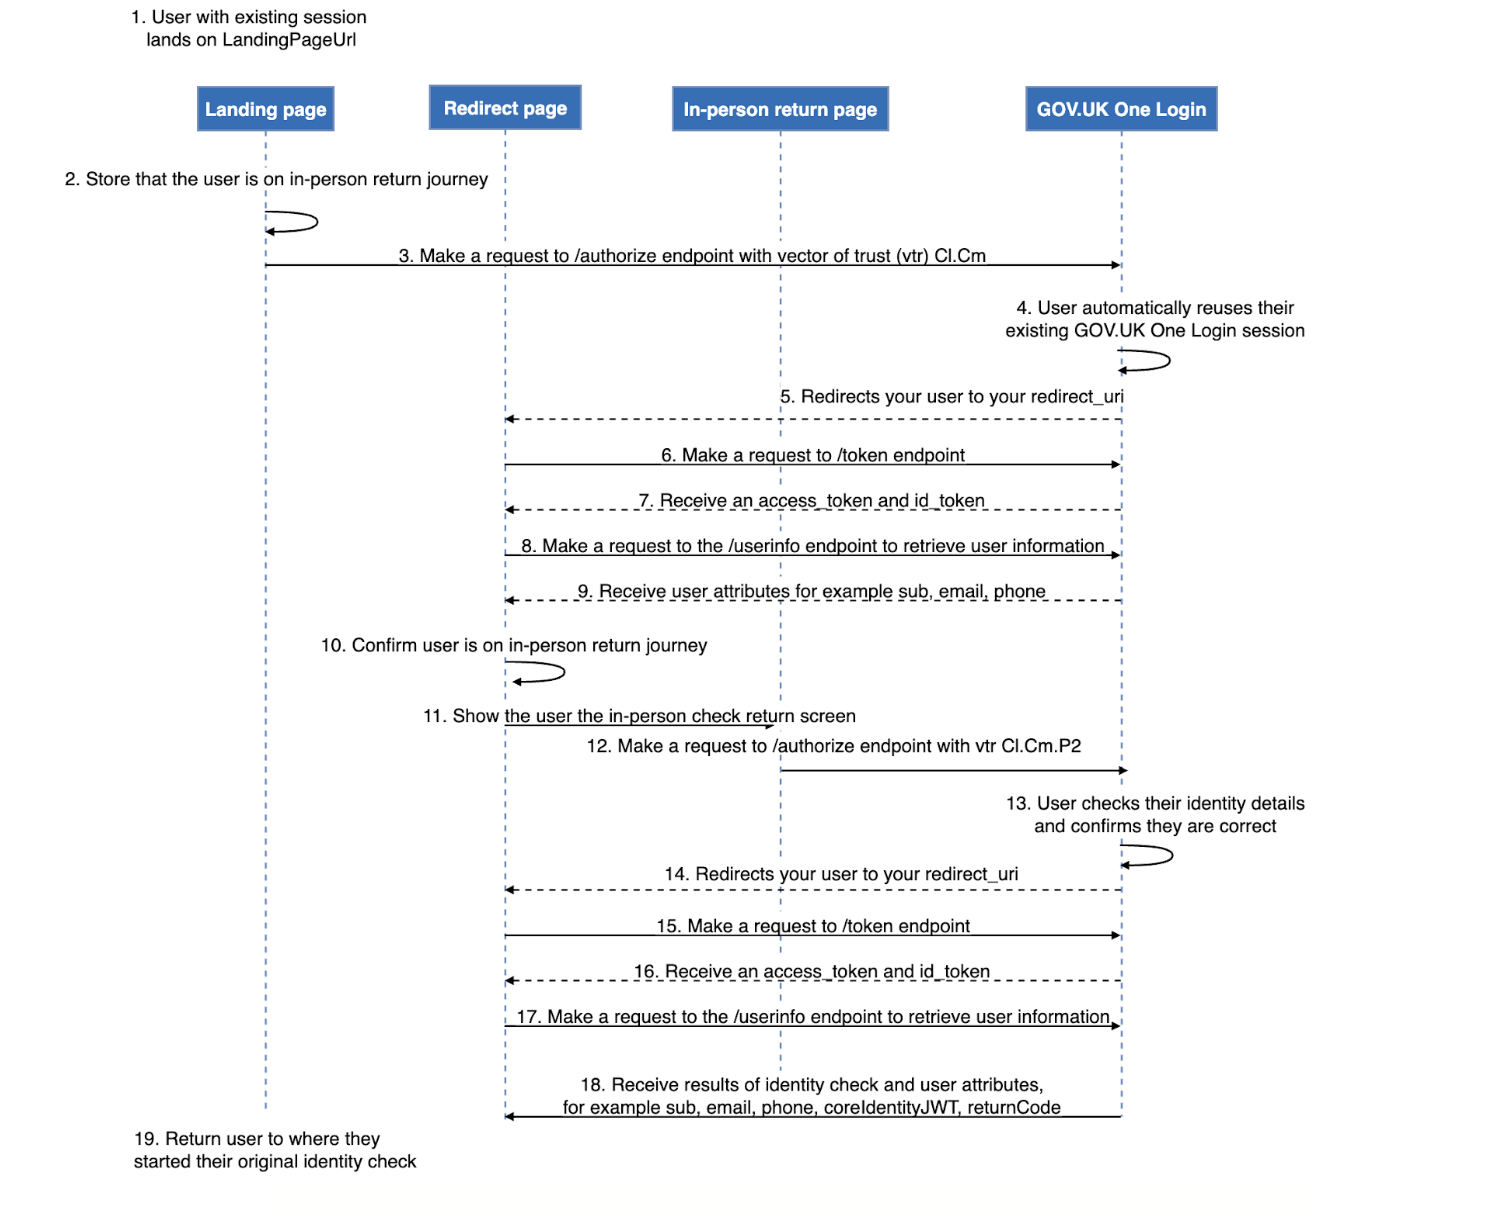 1. User with existing session
lands on LandingPageUrl
Landing page
Redirect page
In-person return page
GOV.UK One Login
2. Store that the user is on in-person return journey
3. Make a request to /authorize endpoint with vector of trust (vtr) Cl.Cm
4. User automatically reuses their
existing GOV.UK One Login session
5. Redirects your user to your redirect_uri
6. Make a request to /token endpoint
7. Receive an access_token and id_token
8. Make a request to the /userinfo endpoint to retrieve user information
9. Receive user attributes for example sub, email, phone
10. Confirm user is on in-person return journey
11. Show the user the in-person check return screen
12. Make a request to /authorize endpoint with vtr Cl.Cm.P2
13. User checks their identity details
and confirms they are correct
14. Redirects your user to your redirect_uri
15. Make a request to /token endpoint
16. Receive an access_token and id_token
17. Make a request to the /userinfo endpoint to retrieve user information
18. Receive results of identity check and user attributes,
for example sub, email, phone, coreIdentityJWT, returnCode
19. Return user to where they
started their original identity check